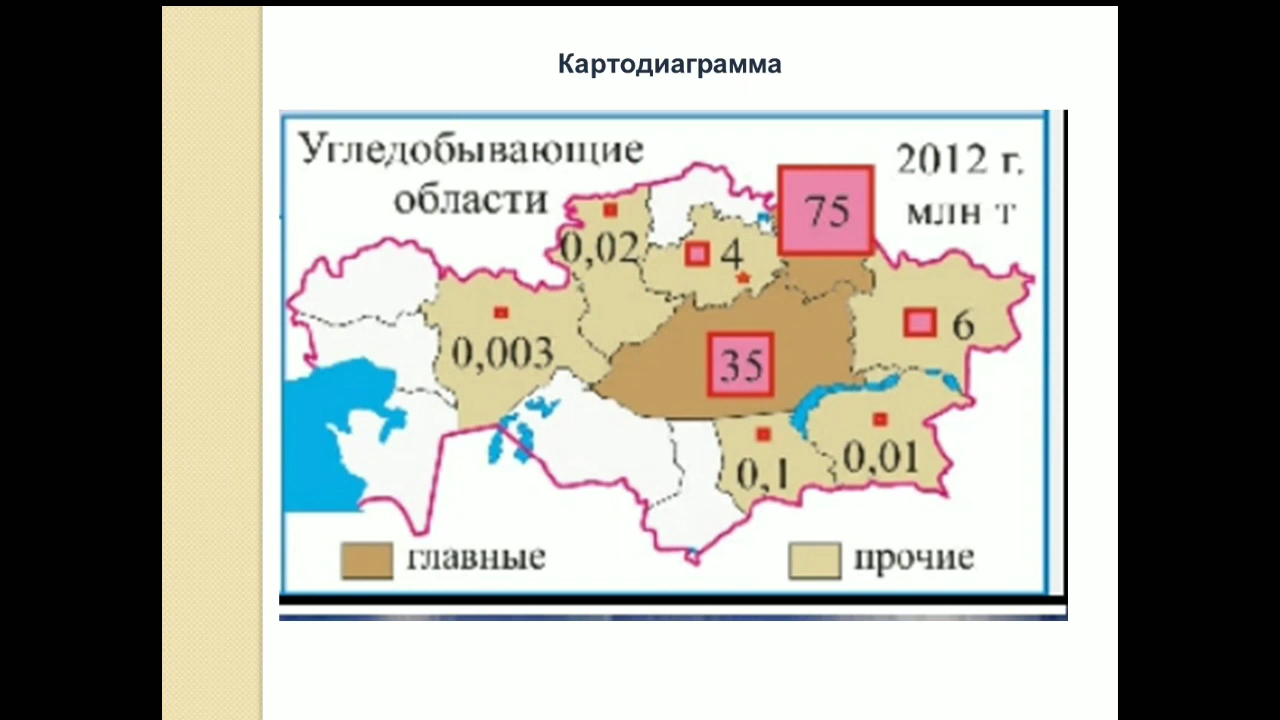 Картодиаграмма
Угледобывающие
области
2012 г.
млн т
75
0,02
4
6
0,003
35
0,1
0,01
главные
прочие